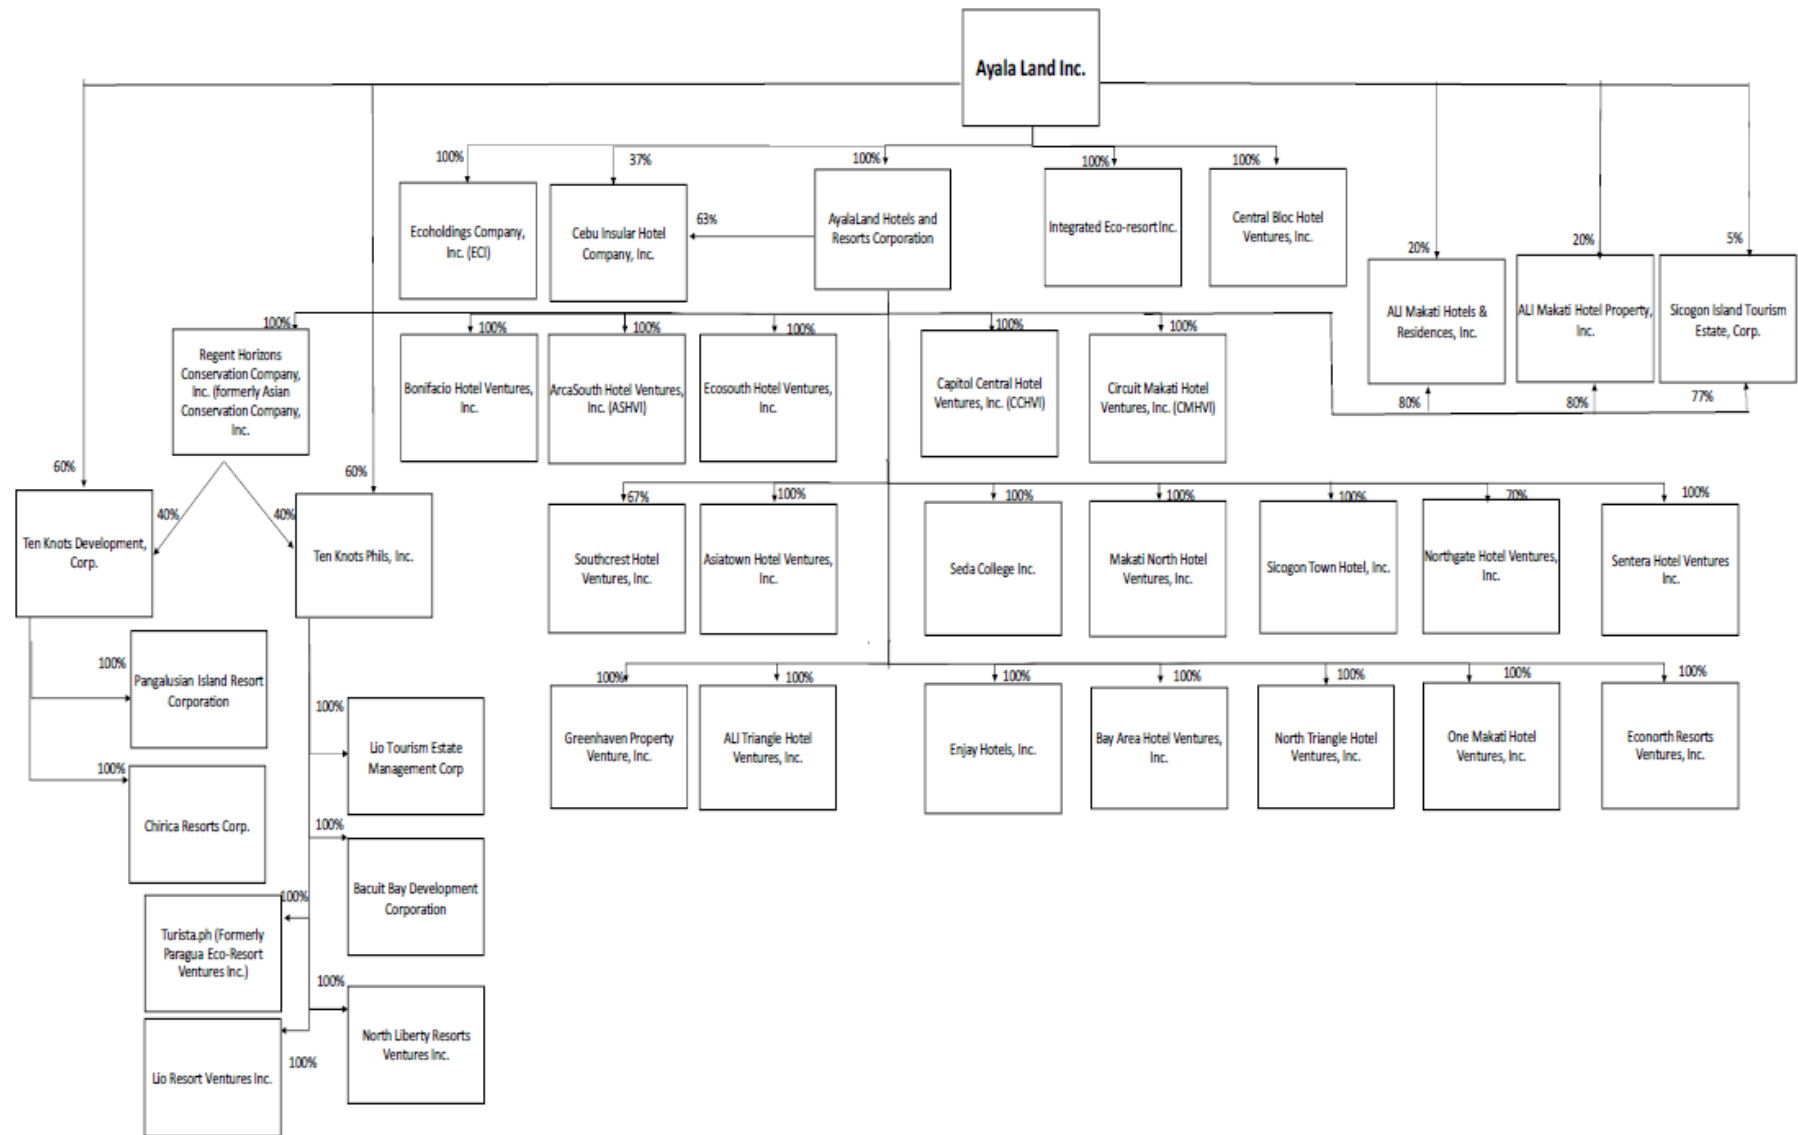 Ayala Land Inc.
100%
37%
100%
100%
100%
Ecoholdings Company,
Inc. (ECI)
Cebu Insular Hotel
Company, Inc.
63%
AyalaLand Hotels and
Resorts Corporation
Integrated Eco-resort Inc.
Central Bloc Hotel
Ventures, Inc.
20%
20%
5%
ALI Makati Hotels &
Residences, Inc.
ALI Makati Hotel Property,
Inc.
Sicogon Island Tourism
Estate, Corp.
80%
80%
77%
100%
100%
100%
100%
100%
100%
Regent Horizons
Conservation Company,
Inc. (formerly Asian
Conservation Company,
Inc.
Bonifacio Hotel Ventures,
Inc.
ArcaSouth Hotel Ventures,
Inc. (ASHVI)
Ecosouth Hotel Ventures,
Inc.
Capitol Central Hotel
Ventures, Inc. (CCHVI)
Circuit Makati Hotel
Ventures, Inc. (CMHVI)
60%
60%
40%
40%
Ten Knots Development,
Corp.
Ten Knots Phils, Inc.
67%
100%
100%
100%
100%
70%
100%
Southcrest Hotel
Ventures, Inc.
Asiatown Hotel Ventures,
Inc.
Seda College Inc.
Makati North Hotel
Ventures, Inc.
Sicogon Town Hotel, Inc.
Northgate Hotel Ventures,
Inc.
Sentera Hotel Ventures
Inc.
100%
Pangalusian Island Resort
Corporation
100%
Chirica Resorts Corp.
100%
Lio Tourism Estate
Management Corp
100%
Bacuit Bay Development
Corporation
100%
Turista.ph (Formerly
Paragua Eco-Resort
Ventures Inc.)
100%
North Liberty Resorts
Ventures Inc.
100%
Lio Resort Ventures Inc.
100%
100%
100%
100%
100%
100%
100%
Greenhaven Property
Venture, Inc.
ALI Triangle Hotel
Ventures, Inc.
Enjay Hotels, Inc.
Bay Area Hotel Ventures,
Inc.
North Triangle Hotel
Ventures, Inc.
One Makati Hotel
Ventures, Inc.
Econorth Resorts
Ventures, Inc.